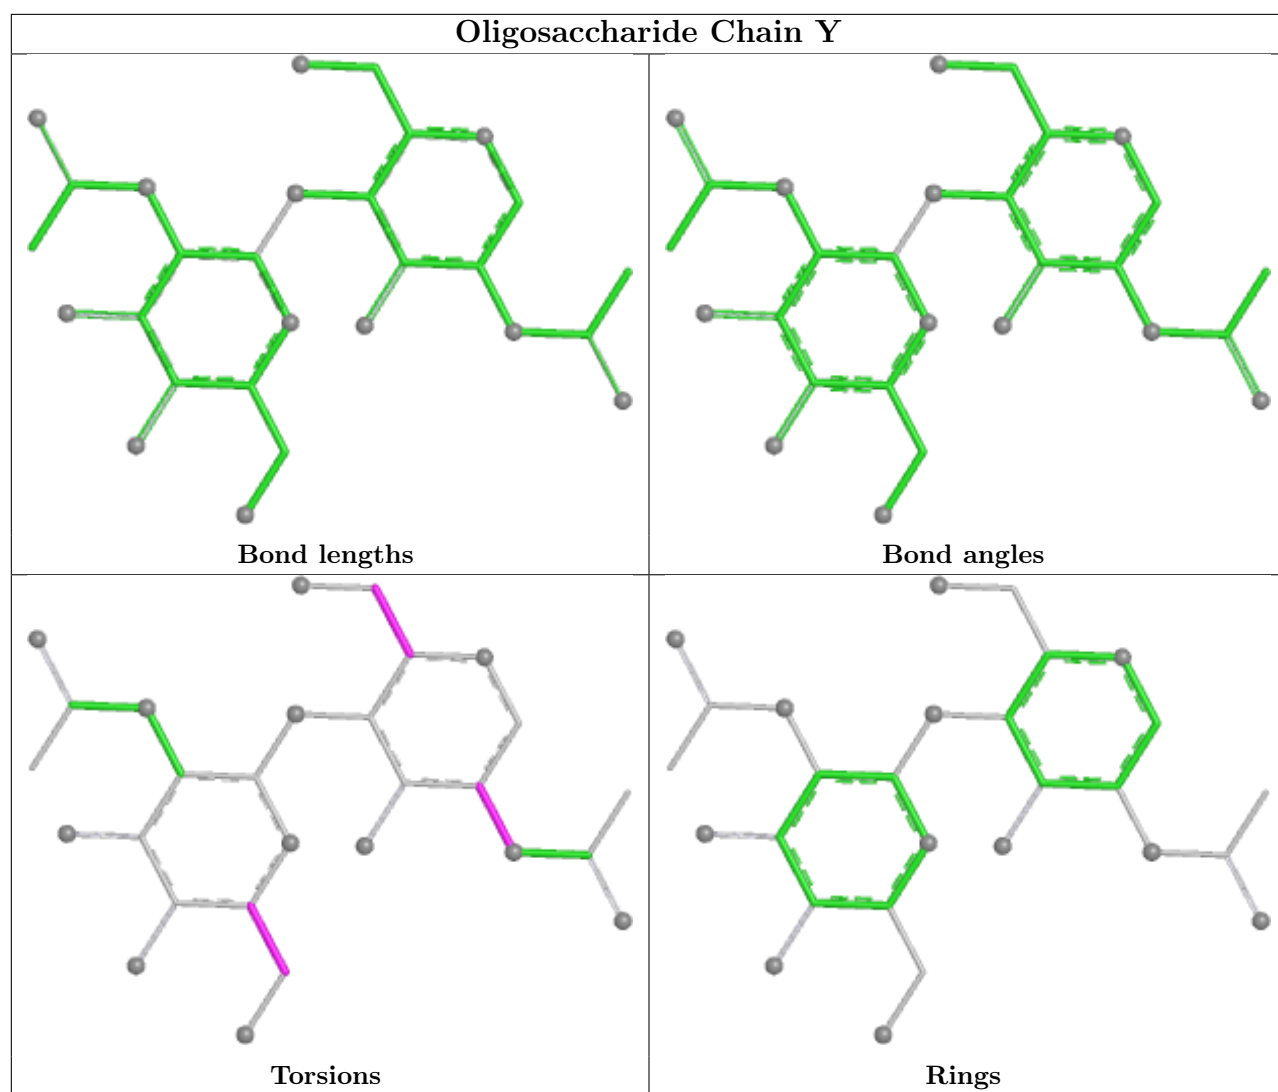 Oligosaccharide Chain Y
Bond lengths
Bond angles
Torsions
Rings